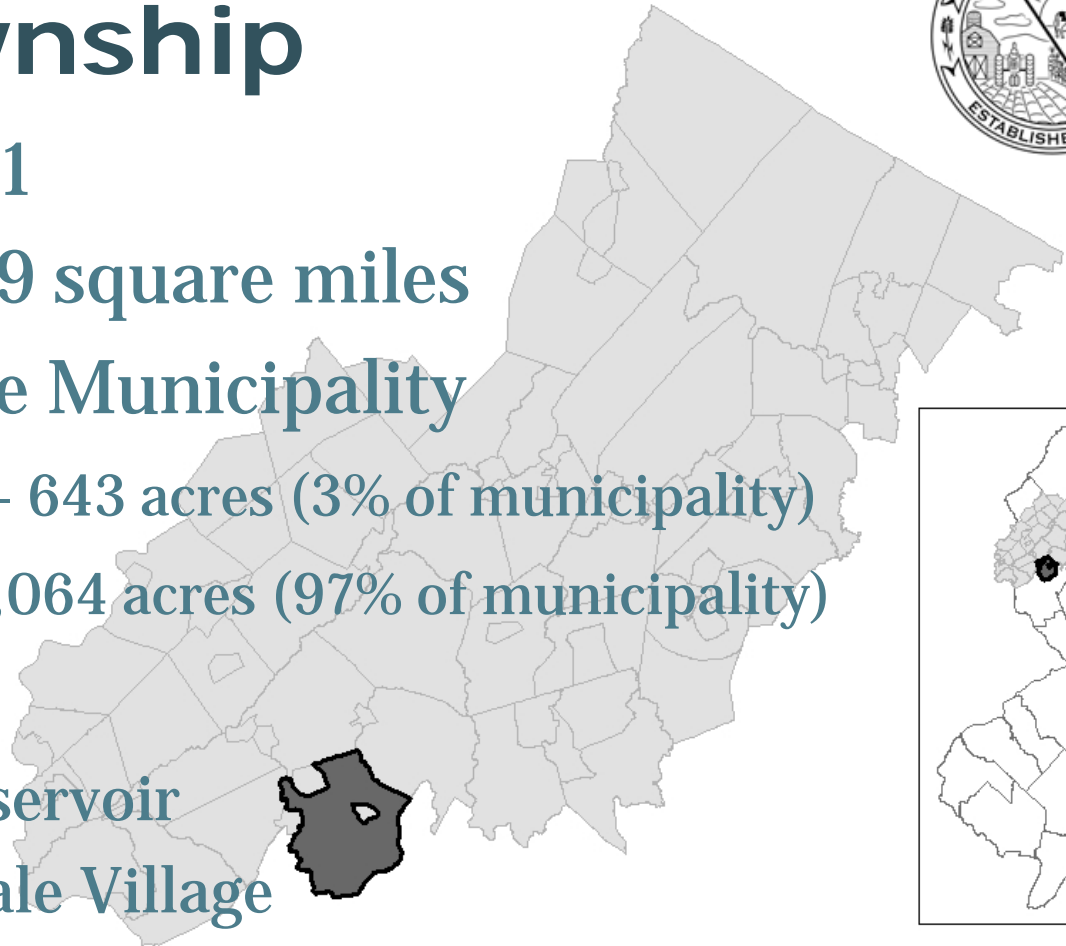 wnship
ESTABLISHE
1
9 square miles
e Municipality
- 643 acres (3% of municipality)
,064 acres (97% of municipality)
servoir
ale Village